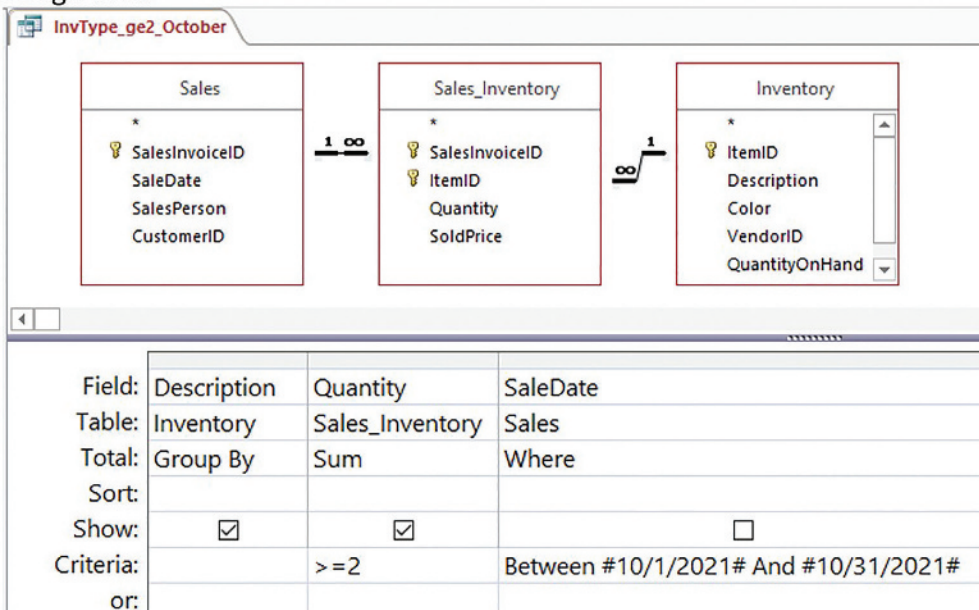 InvType_ge2_October
Sales
*
SalesInvoiceID
SaleDate
SalesPerson
CustomerID
1 ∞
Sales_Inventory
*
SalesInvoiceID
ItemID
Quantity
SoldPrice
∞ 1
Inventory
*
ItemID
Description
Color
VendorID
QuantityOnHand
Field: Description Quantity SaleDate
Table: Inventory Sales_Inventory Sales
Total: Group By Sum Where
Sort:
Show:
Criteria: >=2 Between #10/1/2021# And #10/31/2021#
or: